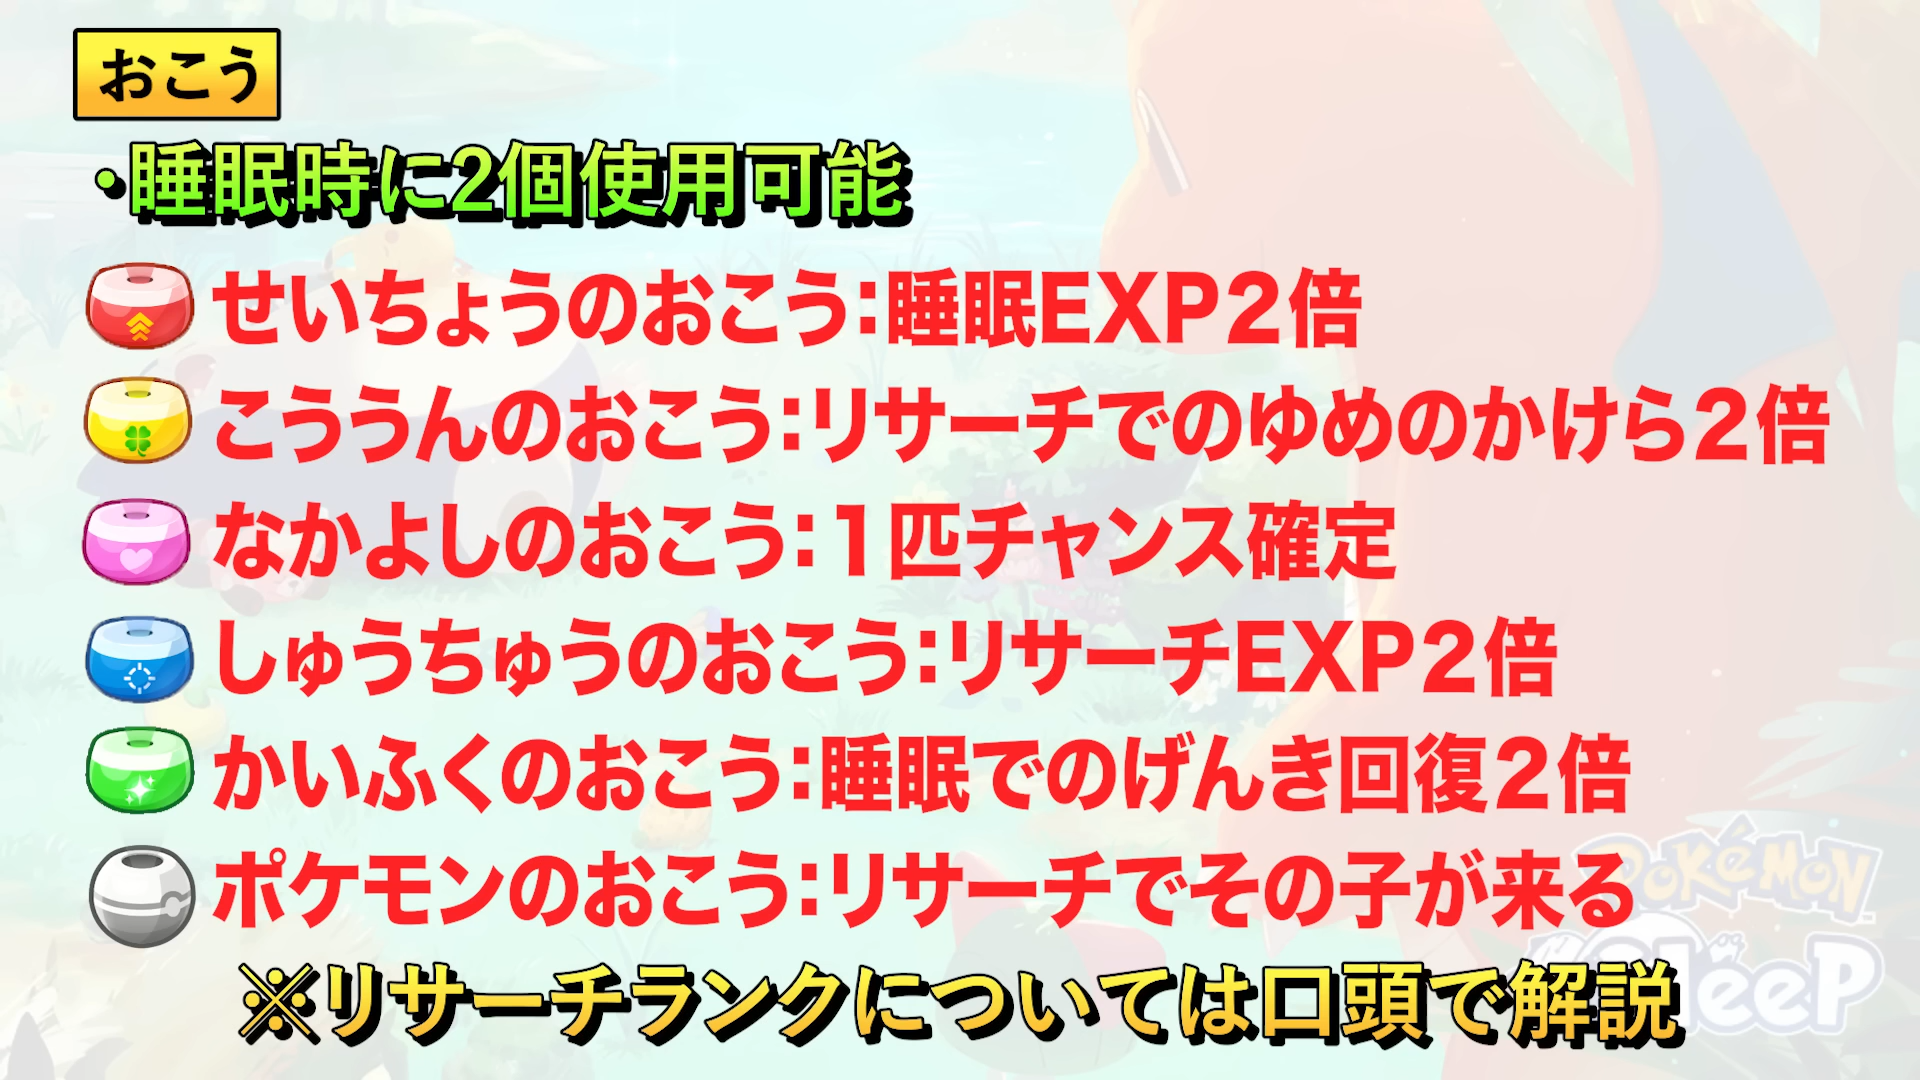 おこう
・睡眠時に2個使用可能
せいちょうのおこう：睡眠EXP２倍
こううんのおこう：リサーチでのゆめのかけら２倍
なかよしのおこう：１匹チャンス確定
しゅうちゅうのおこう：リサーチEXP２倍
かいふくのおこう：睡眠でのげんき回復２倍
ポケモンのおこう：リサーチでその子が来る
POKéMON
Sleep
※リサーチランクについては口頭で解説